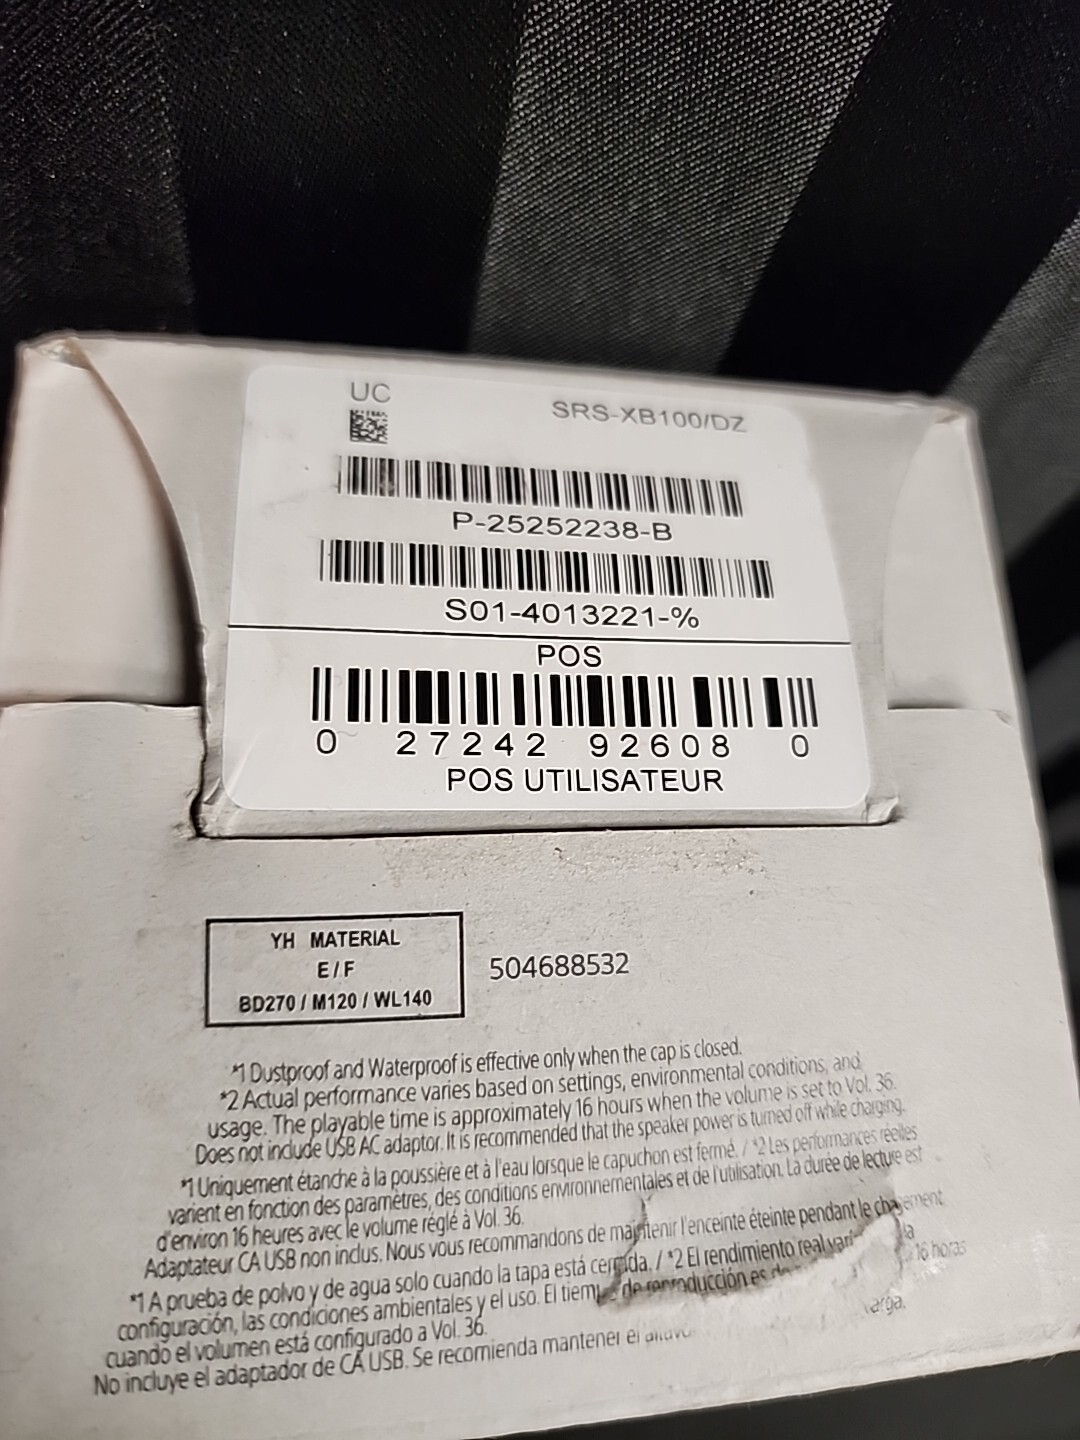 UC
SRS-XB100/DZ
P-25252238-B
S01-4013221-%
POS
0 27242 92608 0
POS UTILISATEUR
YH MATERIAL
E/F
BD270 / M120 / WL140
504688532
*1 Dustproof and Waterproof is effective only when the cap is closed.
*2 Actual performance varies based on settings, environmental conditions, and
usage. The playable time is approximately 16 hours when the volume is set to Vol. 36.
Does not include USB AC adaptor. It is recommended that the speaker power is turned off while charging.
*1 Uniquement étanche à la poussière et à l'eau lorsque le capuchon est fermé. / *2 Les performances réelles
varient en fonction des paramètres, des conditions environnementales et de l'utilisation. La durée de lecture est
d'environ 16 heures avec le volume réglé à Vol. 36.
Adaptateur CA USB non inclus. Nous vous recommandons de maintenir l'enceinte éteinte pendant le chargement
*1 A prueba de polvo y de agua solo cuando la tapa está cerrada. / *2 El rendimiento real la
configuración, las condiciones ambientales y el uso. El de reproducción es 16 horas
cuando el volumen está configurado a Vol. 36.
No incluye el adaptador de CA USB. Se recomienda mantener el